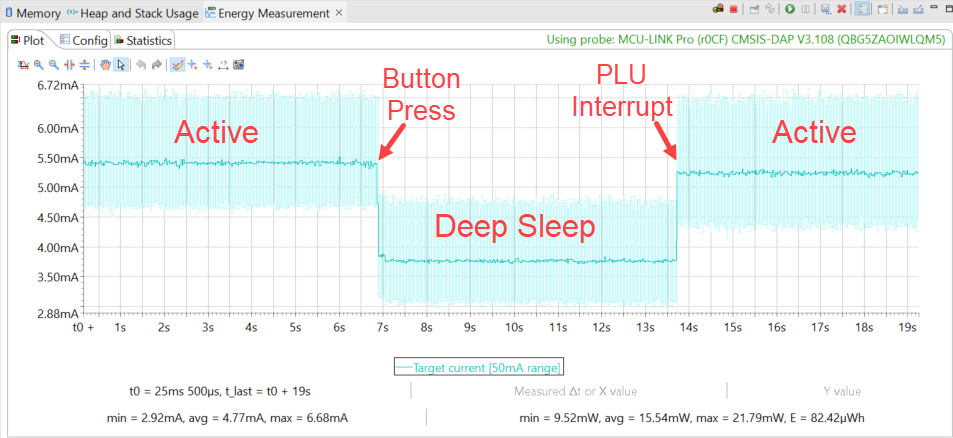 Memory Heap and Stack Usage Energy Measurement
Plot Config Statistics
Using probe: MCU-LINK Pro (r0CF) CMSIS-DAP V3.108 (QBG5ZAOIWLQM5)
6.72mA
6.00mA
5.50mA
5.00mA
4.50mA
4.00mA
3.50mA
2.88mA
Active
Button
Press
Deep Sleep
PLU
Interrupt
Active
t0 + 1s 2s 3s 4s 5s 6s 7s 8s 9s 10s 11s 12s 13s 14s 15s 16s 17s 18s 19s
Target current [50mA range]
t0 = 25ms 500µs, t_last = t0 + 19s
Measured Δt or X value
Y value
min = 2.92mA, avg = 4.77mA, max = 6.68mA
min = 9.52mW, avg = 15.54mW, max = 21.79mW, E = 82.42µWh